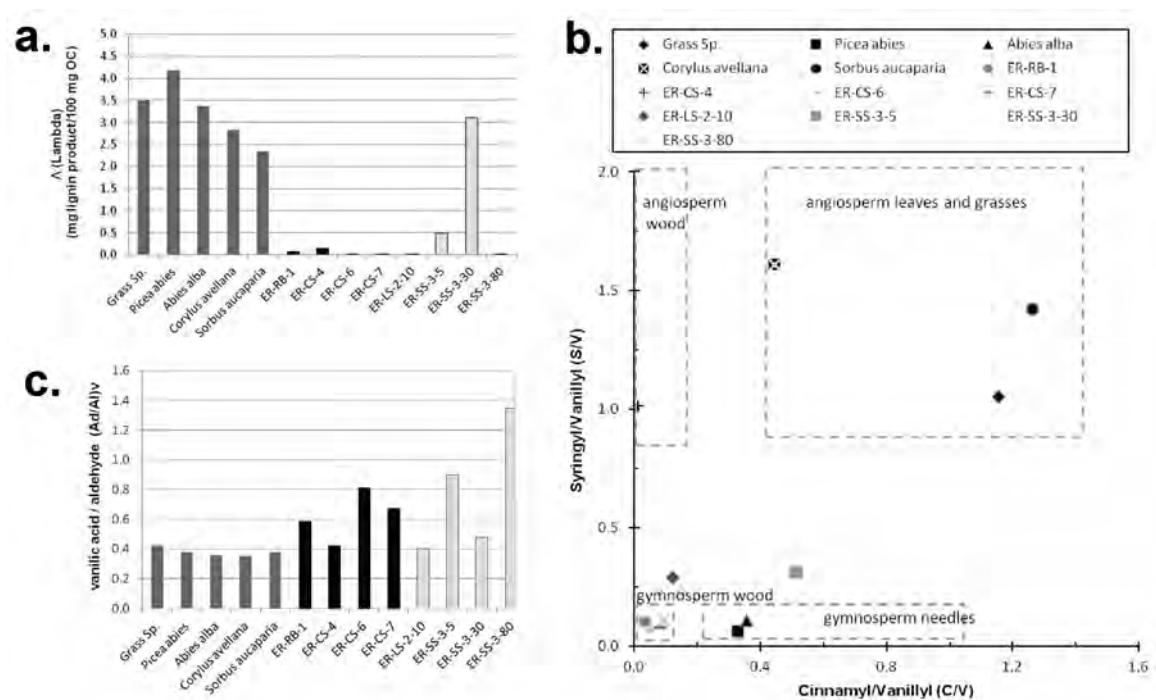 a.
Λ (Lambda)
(mg lignin product/100 mg OC)
5.0
4.5
4.0
3.5
3.0
2.5
2.0
1.5
1.0
0.5
0.0
Grass Sp.
Picea abies
Abies alba
Corylus avellana
Sorbus aucaparia
ER-RB-1
ER-CS-4
ER-CS-6
ER-CS-7
ER-LS-2-10
ER-SS-3-5
ER-SS-3-30
ER-SS-3-80
c.
vanilic acid / aldehyde (Ad/Al)v
1.6
1.4
1.2
1.0
0.8
0.6
0.4
0.2
0.0
Grass Sp.
Picea abies
Abies alba
Corylus avellana
Sorbus aucaparia
ER-RB-1
ER-CS-4
ER-CS-6
ER-CS-7
ER-LS-2-10
ER-SS-3-5
ER-SS-3-30
ER-SS-3-80
b.
Grass Sp. Picea abies Abies alba
Corylus avellana Sorbus aucaparia ER-RB-1
ER-CS-4 ER-CS-6 ER-CS-7
ER-LS-2-10 ER-SS-3-5 ER-SS-3-30
ER-SS-3-80
Syringyl/Vanillyl (S/V)
2.0
1.5
1.0
0.5
0.0
angiosperm
wood
angiosperm leaves and grasses
gymnosperm wood
gymnosperm needles
0.0 0.4 0.8 1.2 1.6
Cinnamyl/Vanillyl (C/V)